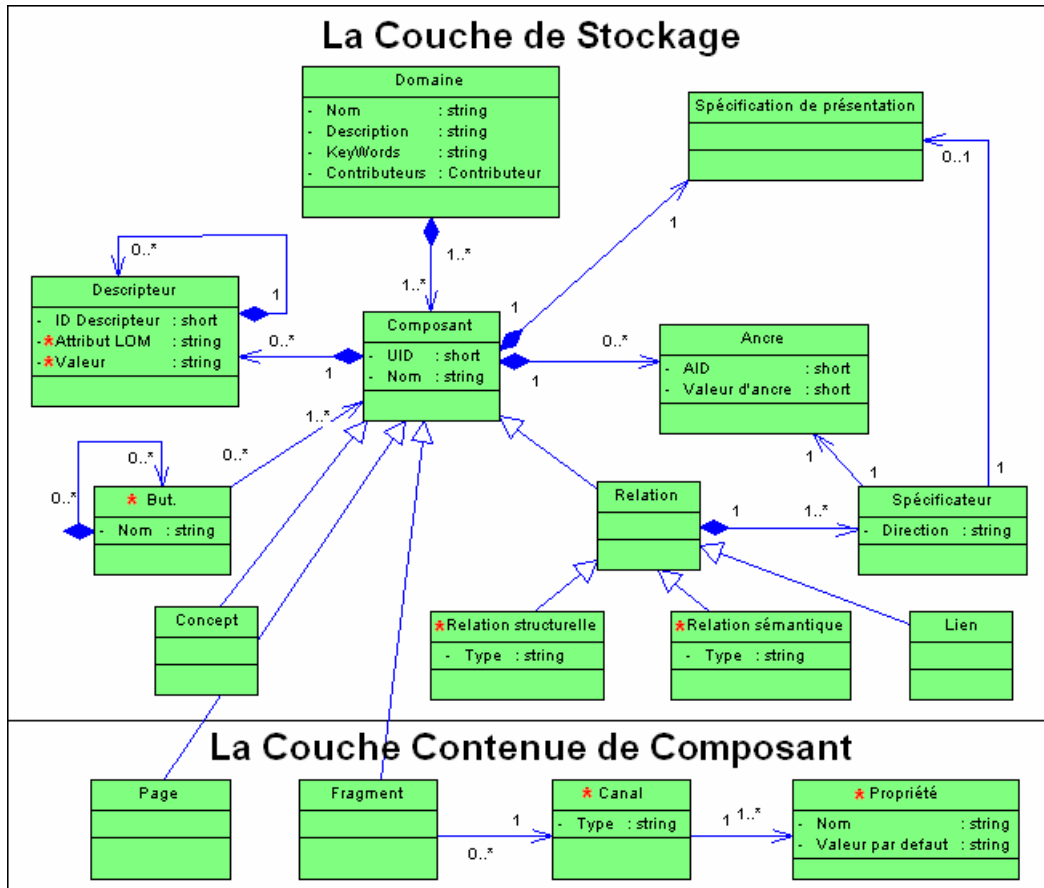 La Couche de Stockage
Domaine
- Nom : string
- Description : string
- KeyWords : string
- Contributeurs : Contributeur
Spécification de présentation
0..1
1
1..*
0..*
1
Descripteur
- ID Descripteur : short
-*Attribut LOM : string
-*Valeur : string
1..*
Composant
- UID : short
- Nom : string
0..*
1
1
1
0..*
Ancre
- AID : short
- Valeur d'ancre : short
1..*
0..*
0..*
0..*
* But.
- Nom : string
1
1
1
Relation
1
1..*
Spécificateur
- Direction : string
Concept
*Relation structurelle
- Type : string
*Relation sémantique
- Type : string
Lien
La Couche Contenue de Composant
Page
Fragment
1
0..*
* Canal
- Type : string
1
1..*
* Propriété
- Nom : string
- Valeur par defaut : string